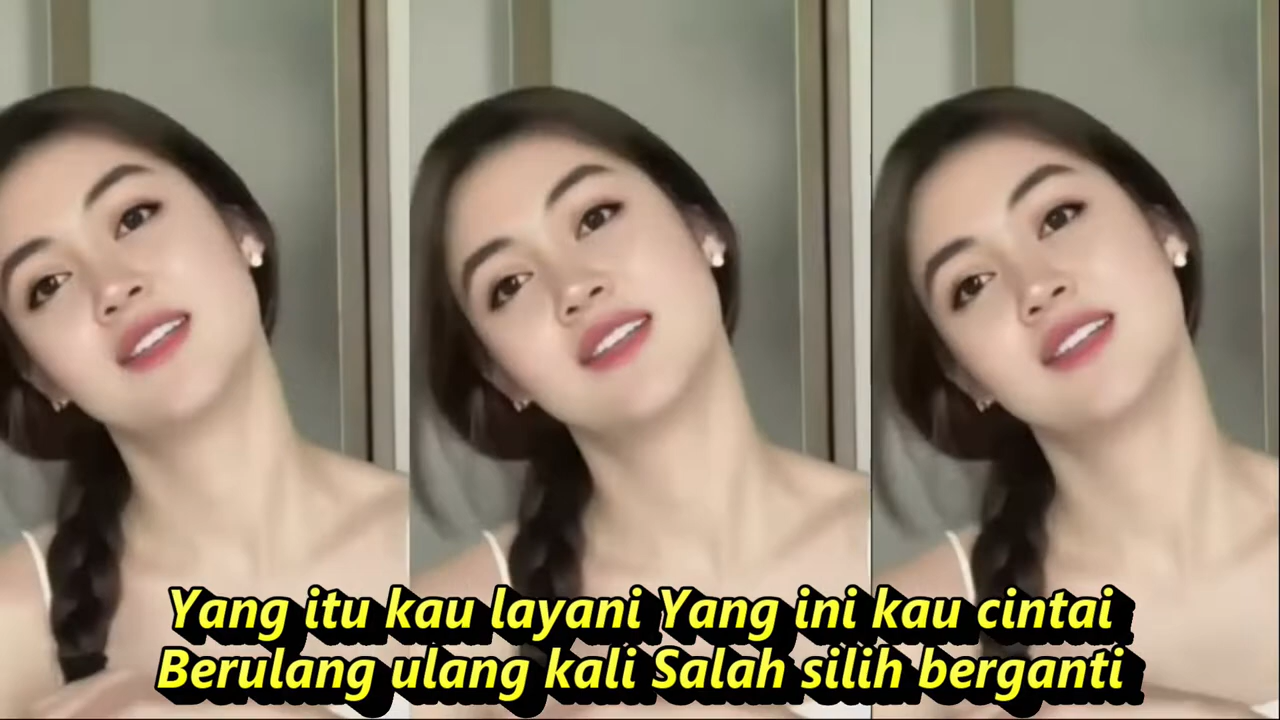 Yang itu kau layani Yang ini kau cintai
Berulang ulang kali Salah silih berganti